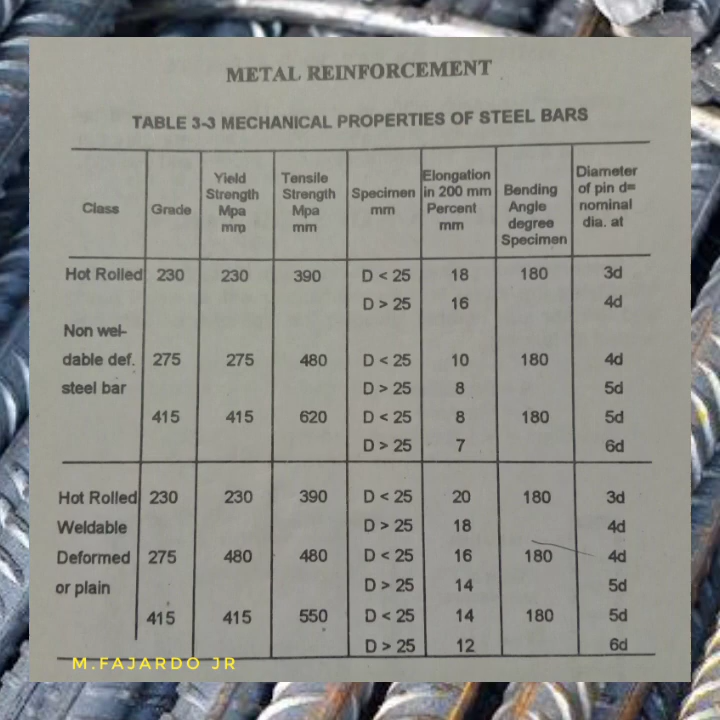 METAL REINFORCEMENT
TABLE 3-3 MECHANICAL PROPERTIES OF STEEL BARS
Class Grade Yield Strength Mpa mm Tensile Strength Mpa mm Specimen mm Elongation in 200 mm Percent mm Bending Angle degree Specimen Diameter of pin d= nominal dia. at
Hot Rolled 230 230 390 D < 25 18 180 3d
D > 25 16 4d
Non wel-
dable def. 275 275 480 D < 25 10 180 4d
steel bar D > 25 8 5d
415 415 620 D < 25 8 180 5d
D > 25 7 6d
Hot Rolled 230 230 390 D < 25 20 180 3d
Weldable D > 25 18 4d
Deformed 275 480 480 D < 25 16 180 4d
or plain D > 25 14 5d
415 415 550 D < 25 14 180 5d
D > 25 12 6d
M.FAJARDO JR